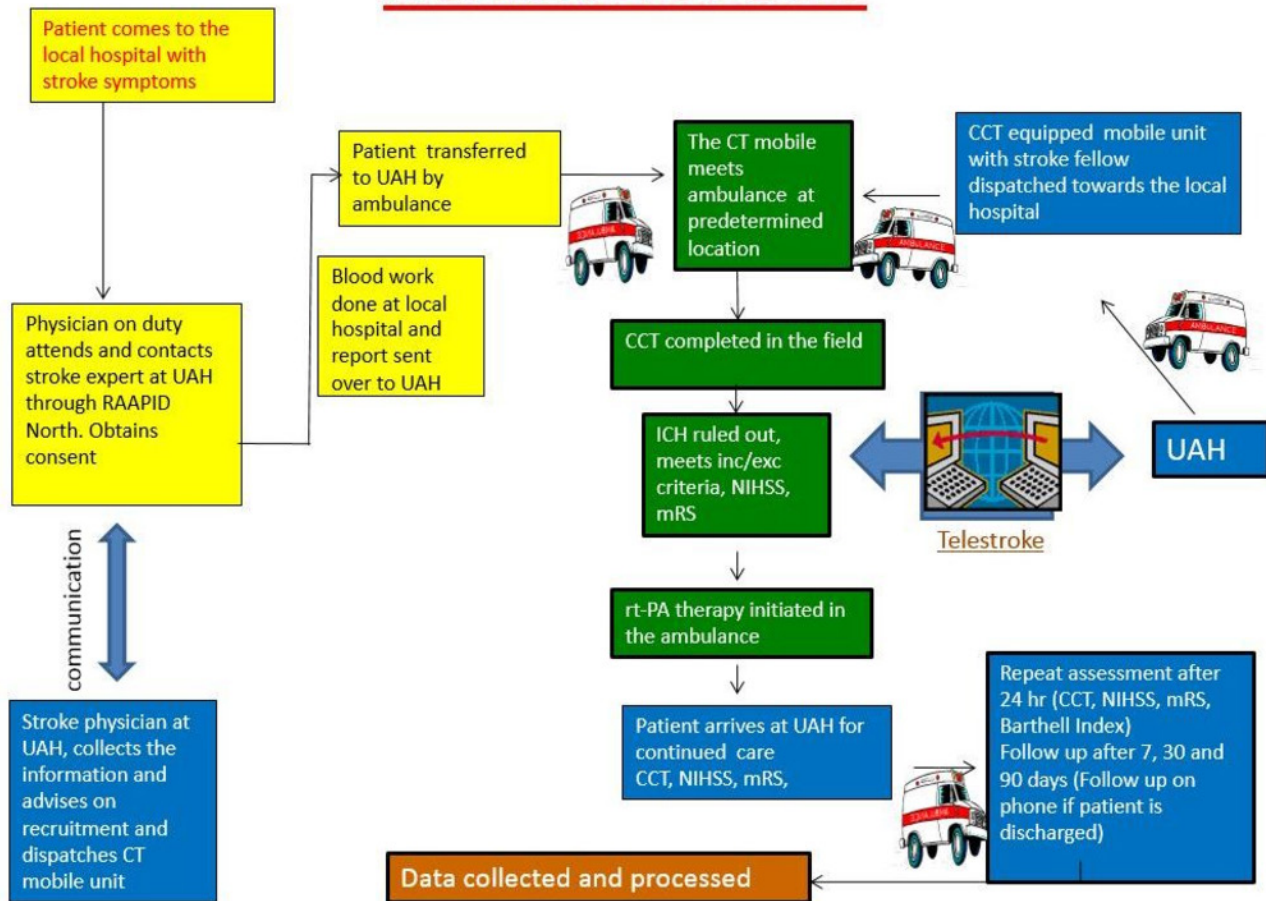 Patient comes to the
local hospital with
stroke symptoms
Patient transferred
to UAH by
ambulance
The CT mobile
meets
ambulance at
predetermined
location
CCT equipped mobile unit
with stroke fellow
dispatched towards the local
hospital
AMBULANCE
AMBULANCE
Blood work
done at local
hospital and
report sent
over to UAH
Physician on duty
attends and contacts
stroke expert at UAH
through RAAPID
North. Obtains
consent
CCT completed in the field
AMBULANCE
ICH ruled out,
meets inc/exc
criteria, NIHSS,
mRS
Telestroke
UAH
communication
rt-PA therapy initiated in
the ambulance
Stroke physician at
UAH, collects the
information and
advises on
recruitment and
dispatches CT
mobile unit
Patient arrives at UAH for
continued care
CCT, NIHSS, mRS,
AMBULANCE
Repeat assessment after
24 hr (CCT, NIHSS, mRS,
Barthell Index)
Follow up after 7, 30 and
90 days (Follow up on
phone if patient is
discharged)
Data collected and processed